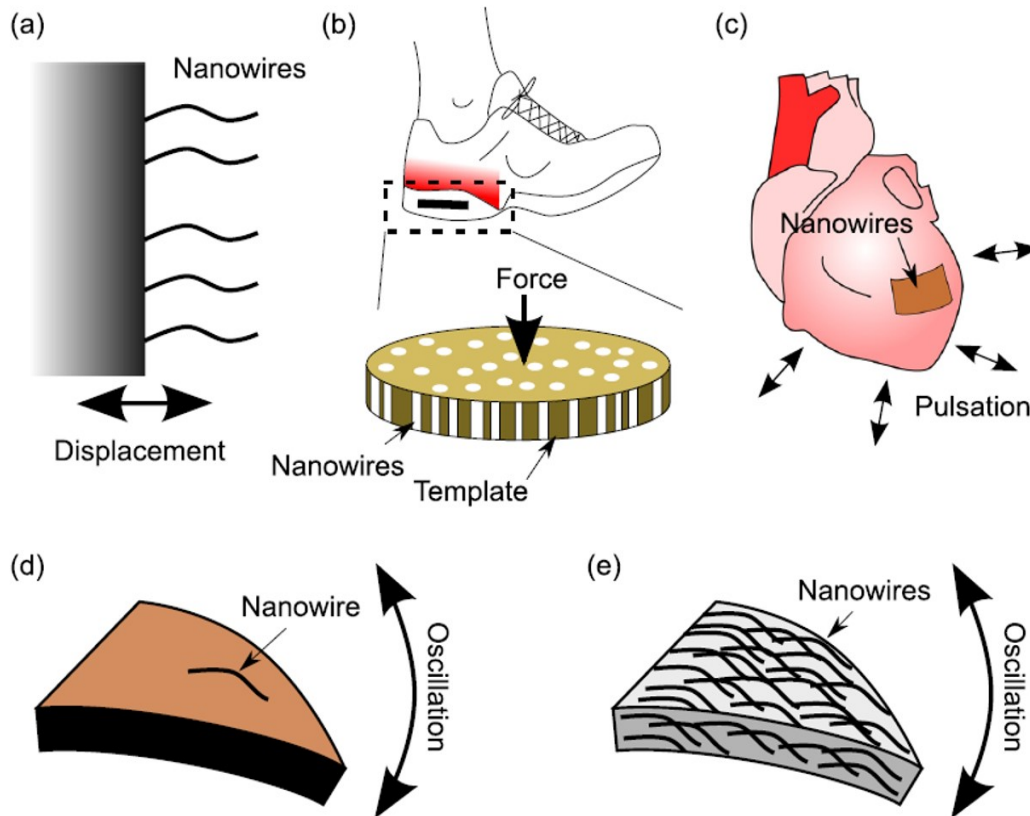 (a)
Nanowires
Displacement
(b)
Force
Nanowires
Template
(c)
Nanowires
Pulsation
(d)
Nanowire
Oscillation
(e)
Nanowires
Oscillation